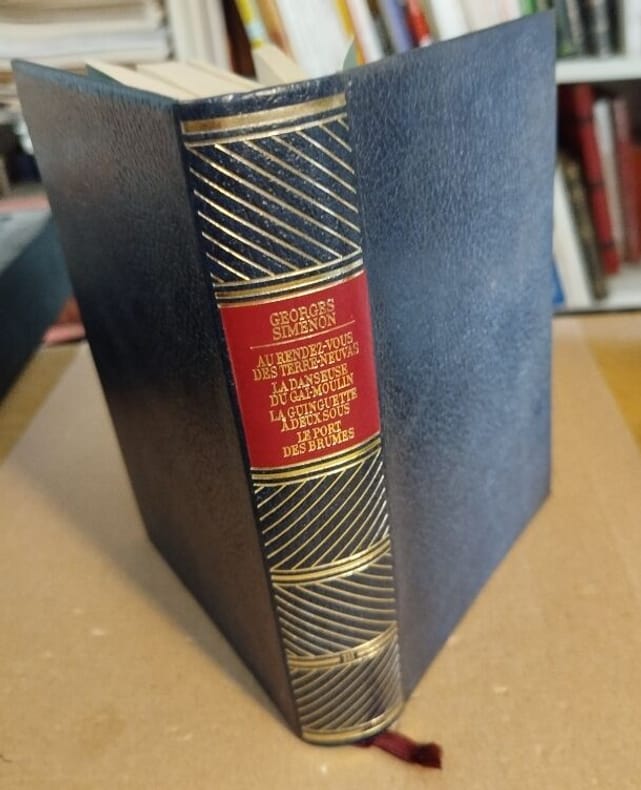 GEORGES
SIMENON
AU RENDEZ-VOUS
DES TERRE-NEUVAS
LA DANSEUSE
DU GAI-MOULIN
LA GUINGUETTE
A DEUX SOUS
LE PORT
DES BRUMES
III